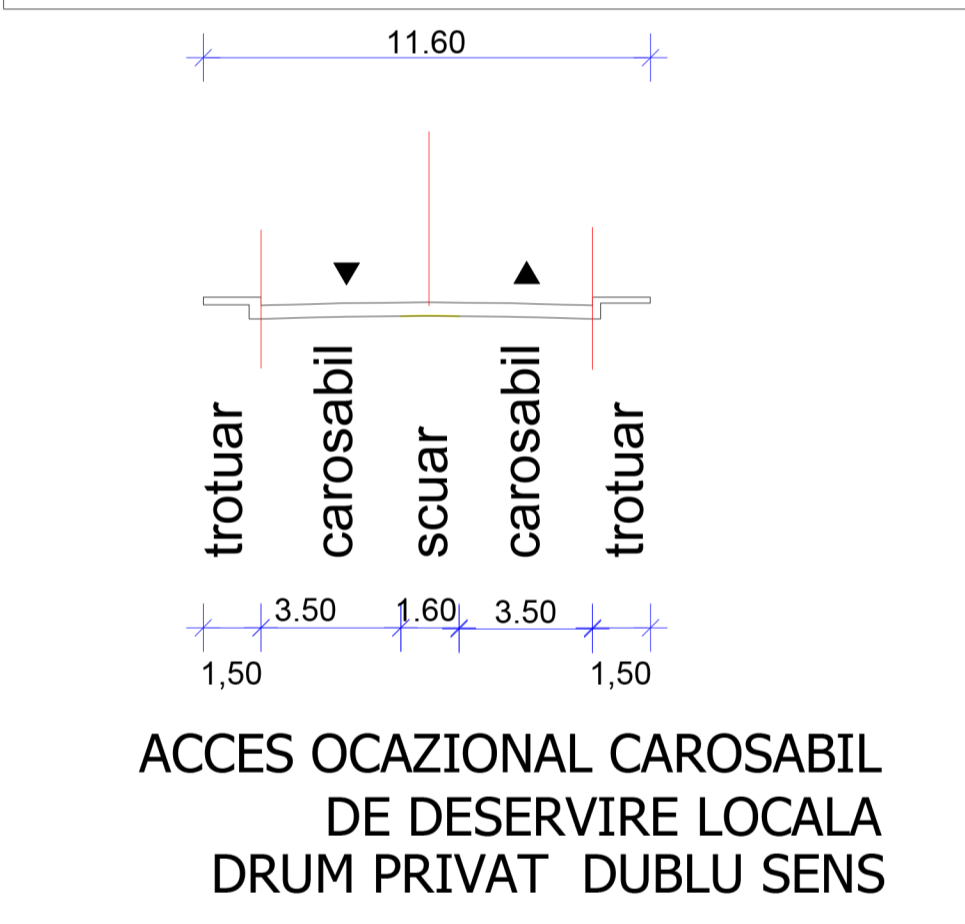 11.60
trotuar
carosabil
scuar
carosabil
trotuar
3.50
1.60
3.50
1,50
1,50
ACCES OCAZIONAL CAROSABIL
DE DESERVIRE LOCALA
DRUM PRIVAT DUBLU SENS